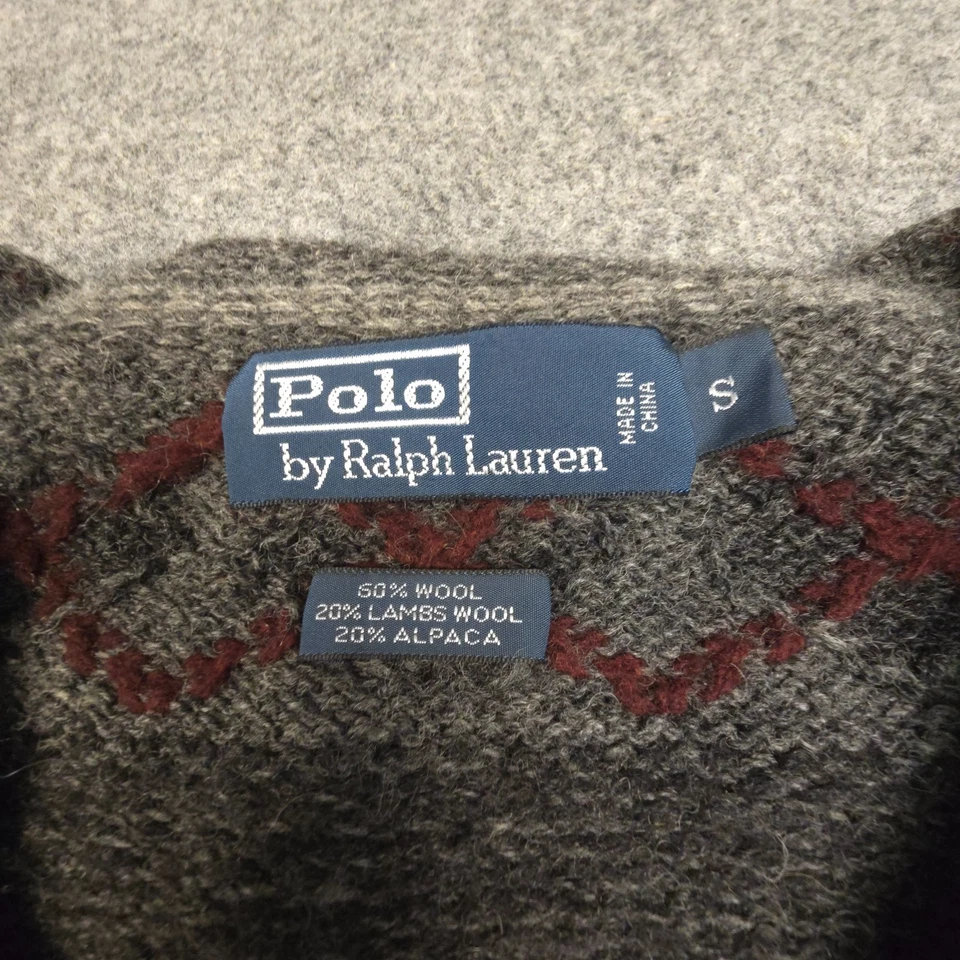 Polo
by Ralph Lauren
MADE IN
CHINA
S
60% WOOL
20% LAMBS WOOL
20% ALPACA